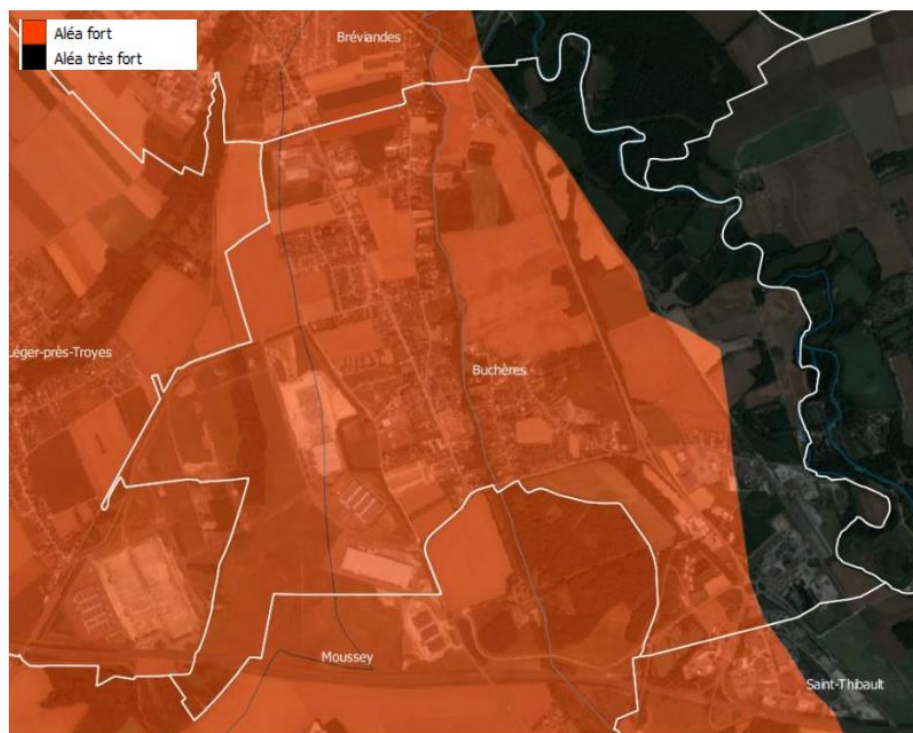 Aléa fort
Aléa très fort
Bréviandes
Léger-près-Troyes
Buchères
Moussey
Saint-Thibault